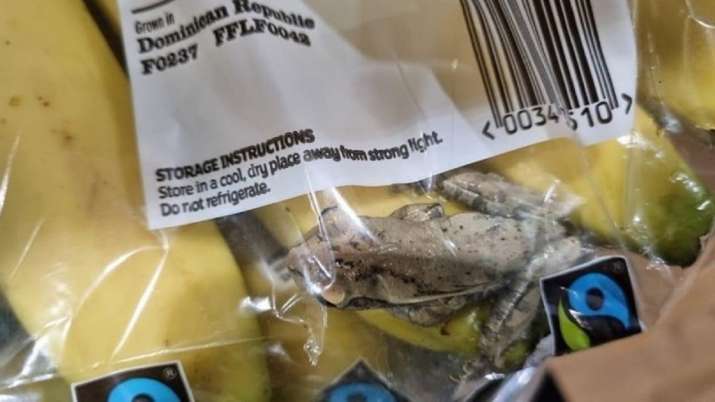 Grown in
Dominican Republic
F0237 FFLF0042
STORAGE INSTRUCTIONS
Store in a cool, dry place away from strong light.
Do not refrigerate.